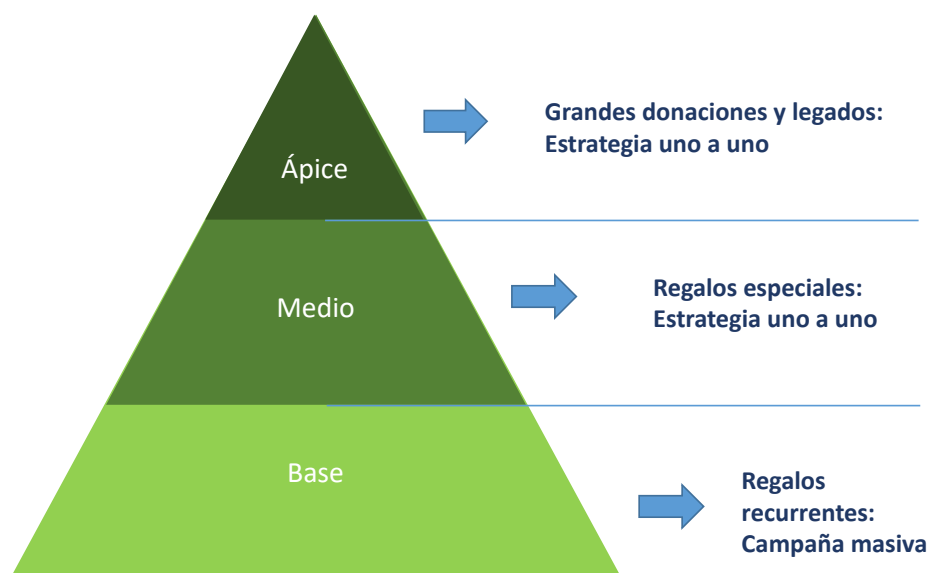 Grandes donaciones y legados:
Estrategia uno a uno
Ápice
Regalos especiales:
Estrategia uno a uno
Medio
Base
Regalos
recurrentes:
Campaña masiva